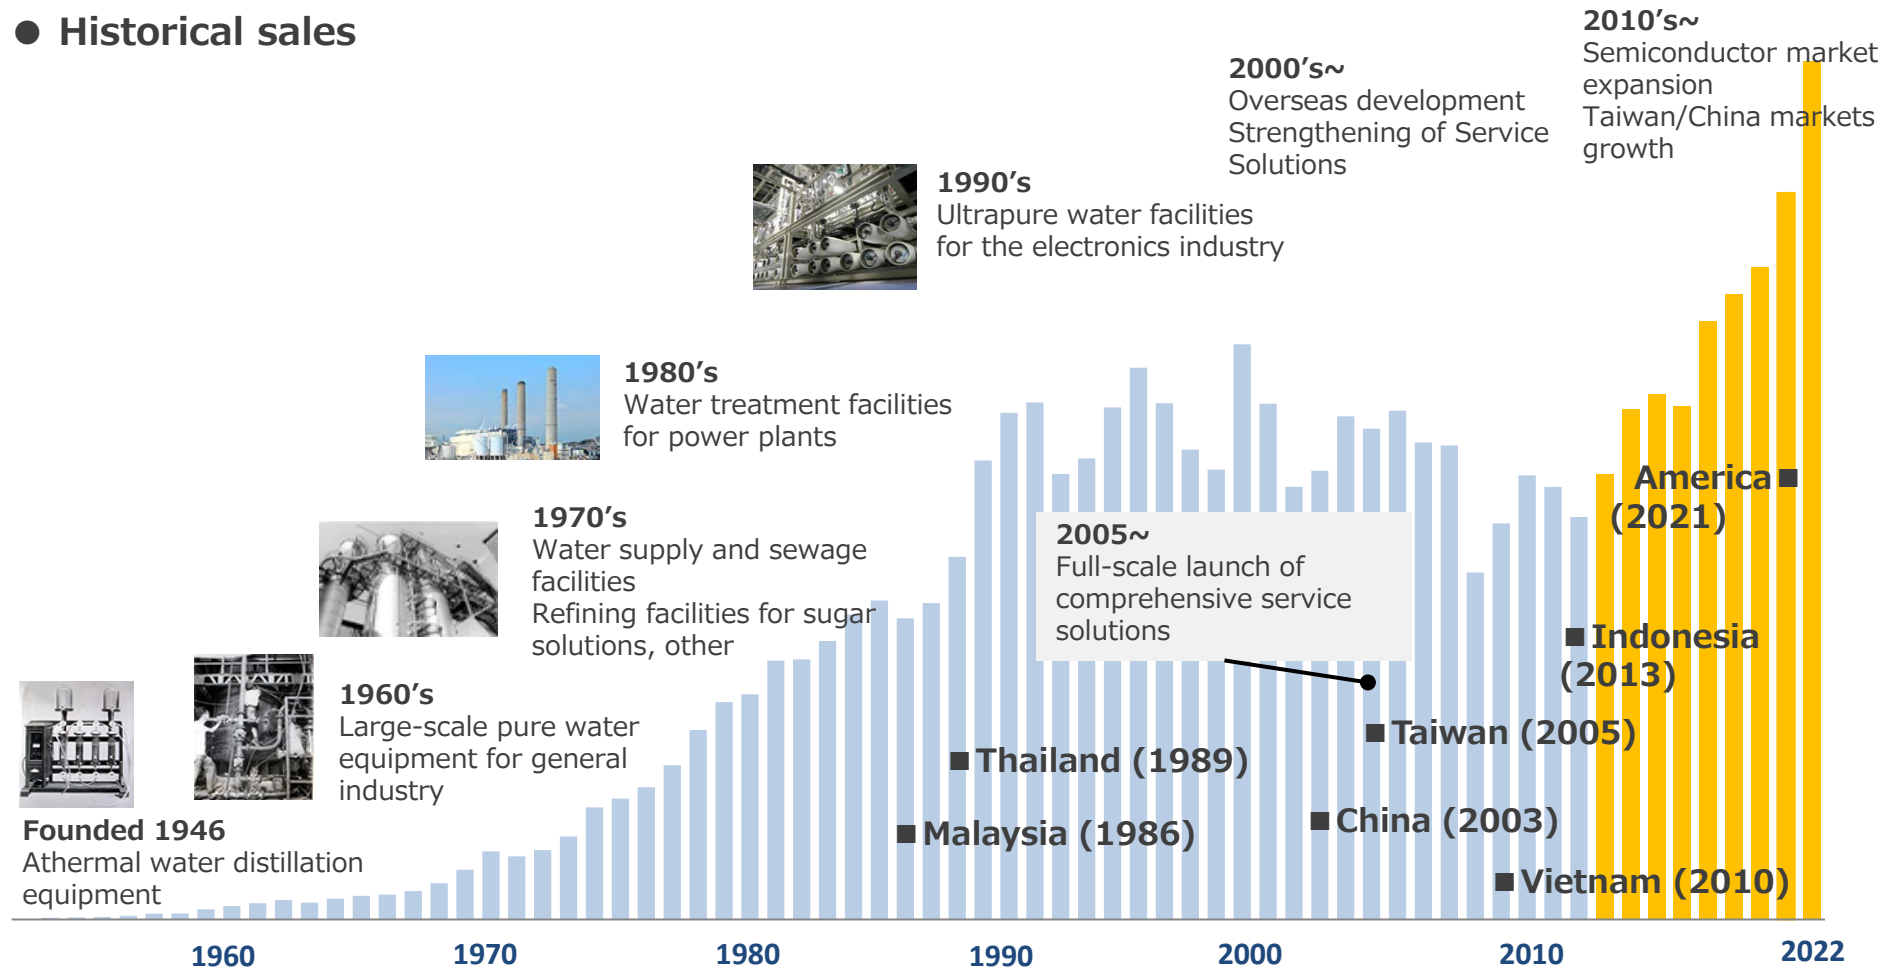 ● Historical sales
2010’s~
Semiconductor market
expansion
Taiwan/China markets
growth
2000’s~
Overseas development
Strengthening of Service
Solutions
1990’s
Ultrapure water facilities
for the electronics industry
1980’s
Water treatment facilities
for power plants
1970’s
Water supply and sewage
facilities
Refining facilities for sugar
solutions, other
1960’s
Large-scale pure water
equipment for general
industry
Founded 1946
Athermal water distillation
equipment
2005~
Full-scale launch of
comprehensive service
solutions
America ■
(2021)
■ Indonesia
(2013)
■ Taiwan (2005)
■ Thailand (1989)
■ China (2003)
■ Malaysia (1986)
■ Vietnam (2010)
1960
1970
1980
1990
2000
2010
2022